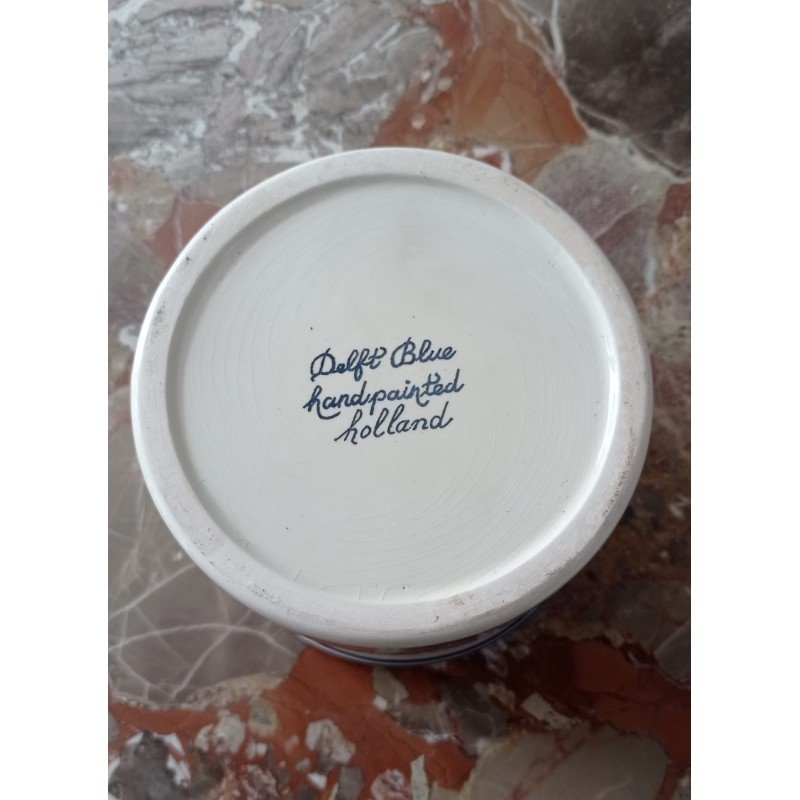 Delft Blue
handpainted
holland